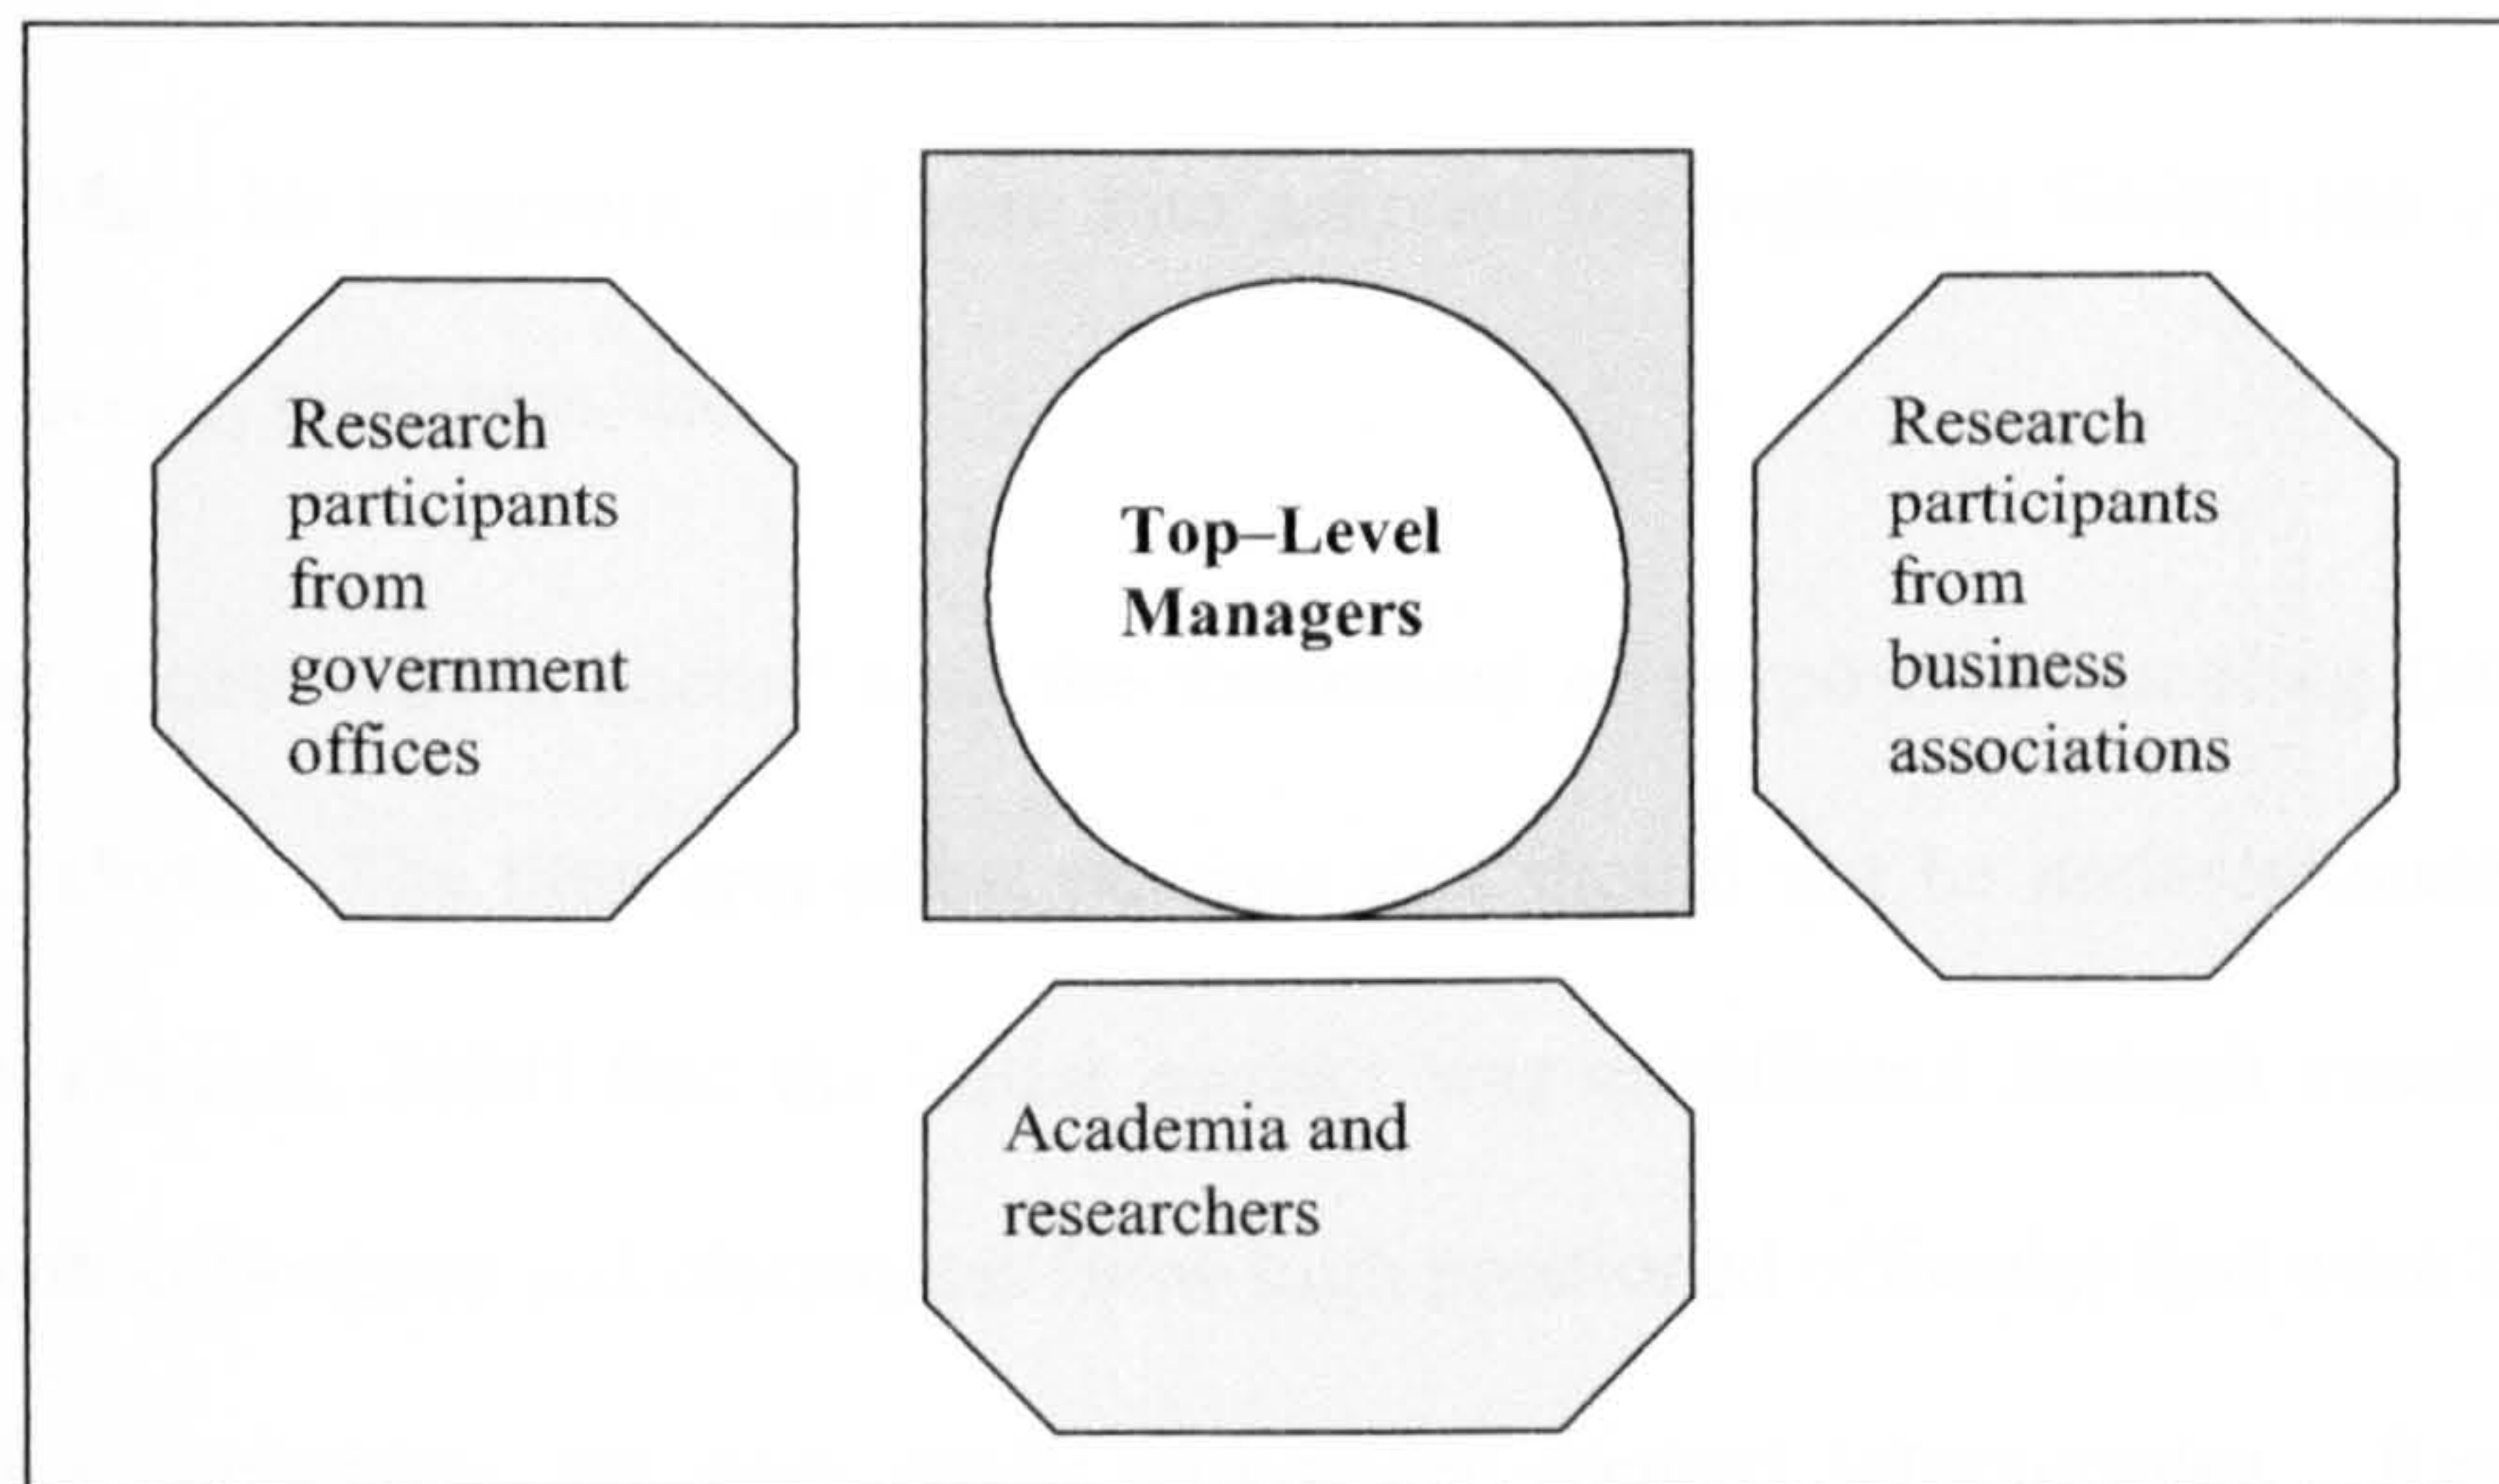 Research
participants
from
government
offices
Top–Level
Managers
Research
participants
from
business
associations
Academia and
researchers